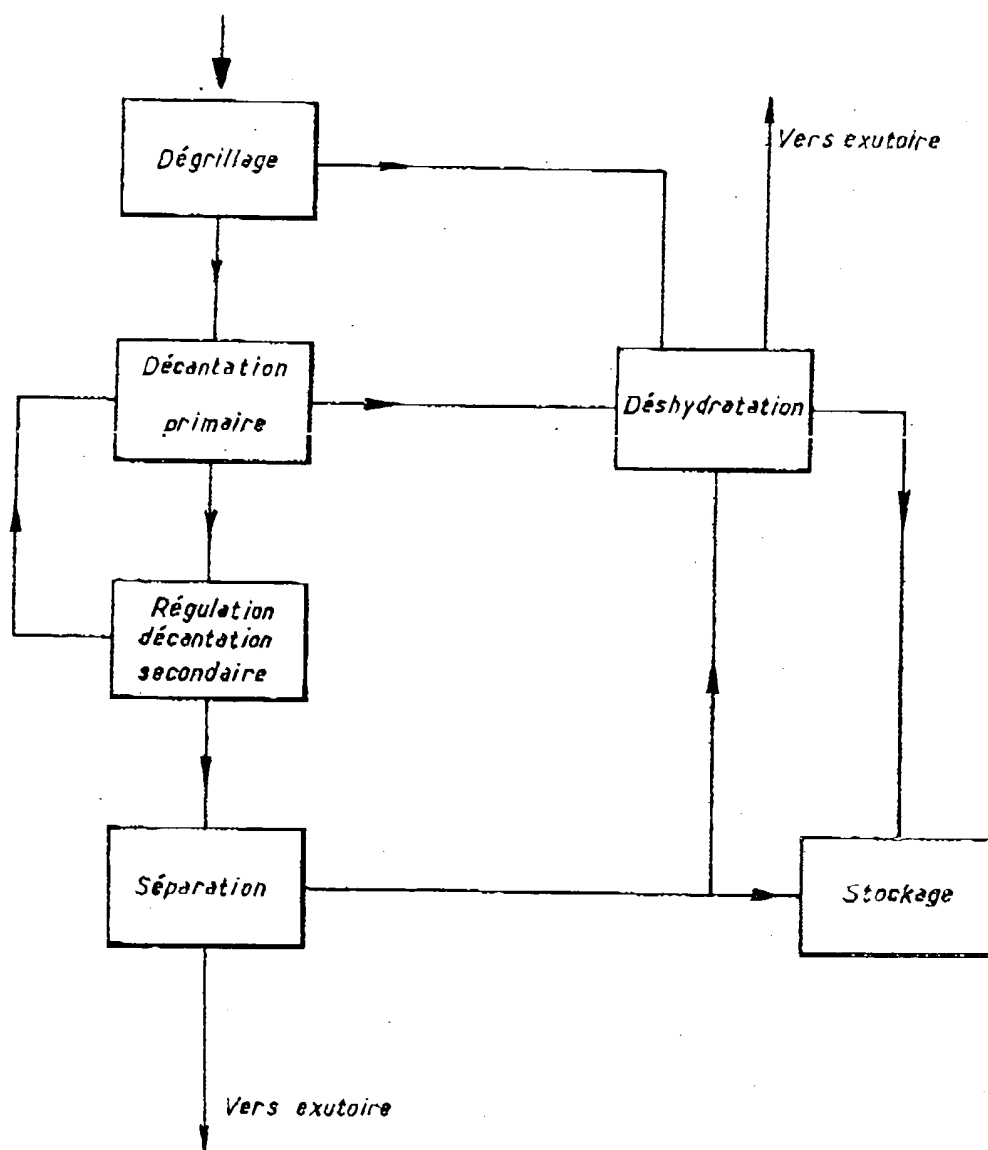 Dégrillage
Vers exutoire
Décantation
primaire
Déshydratation
Régulation
décantation
secondaire
Séparation
Stockage
Vers exutoire